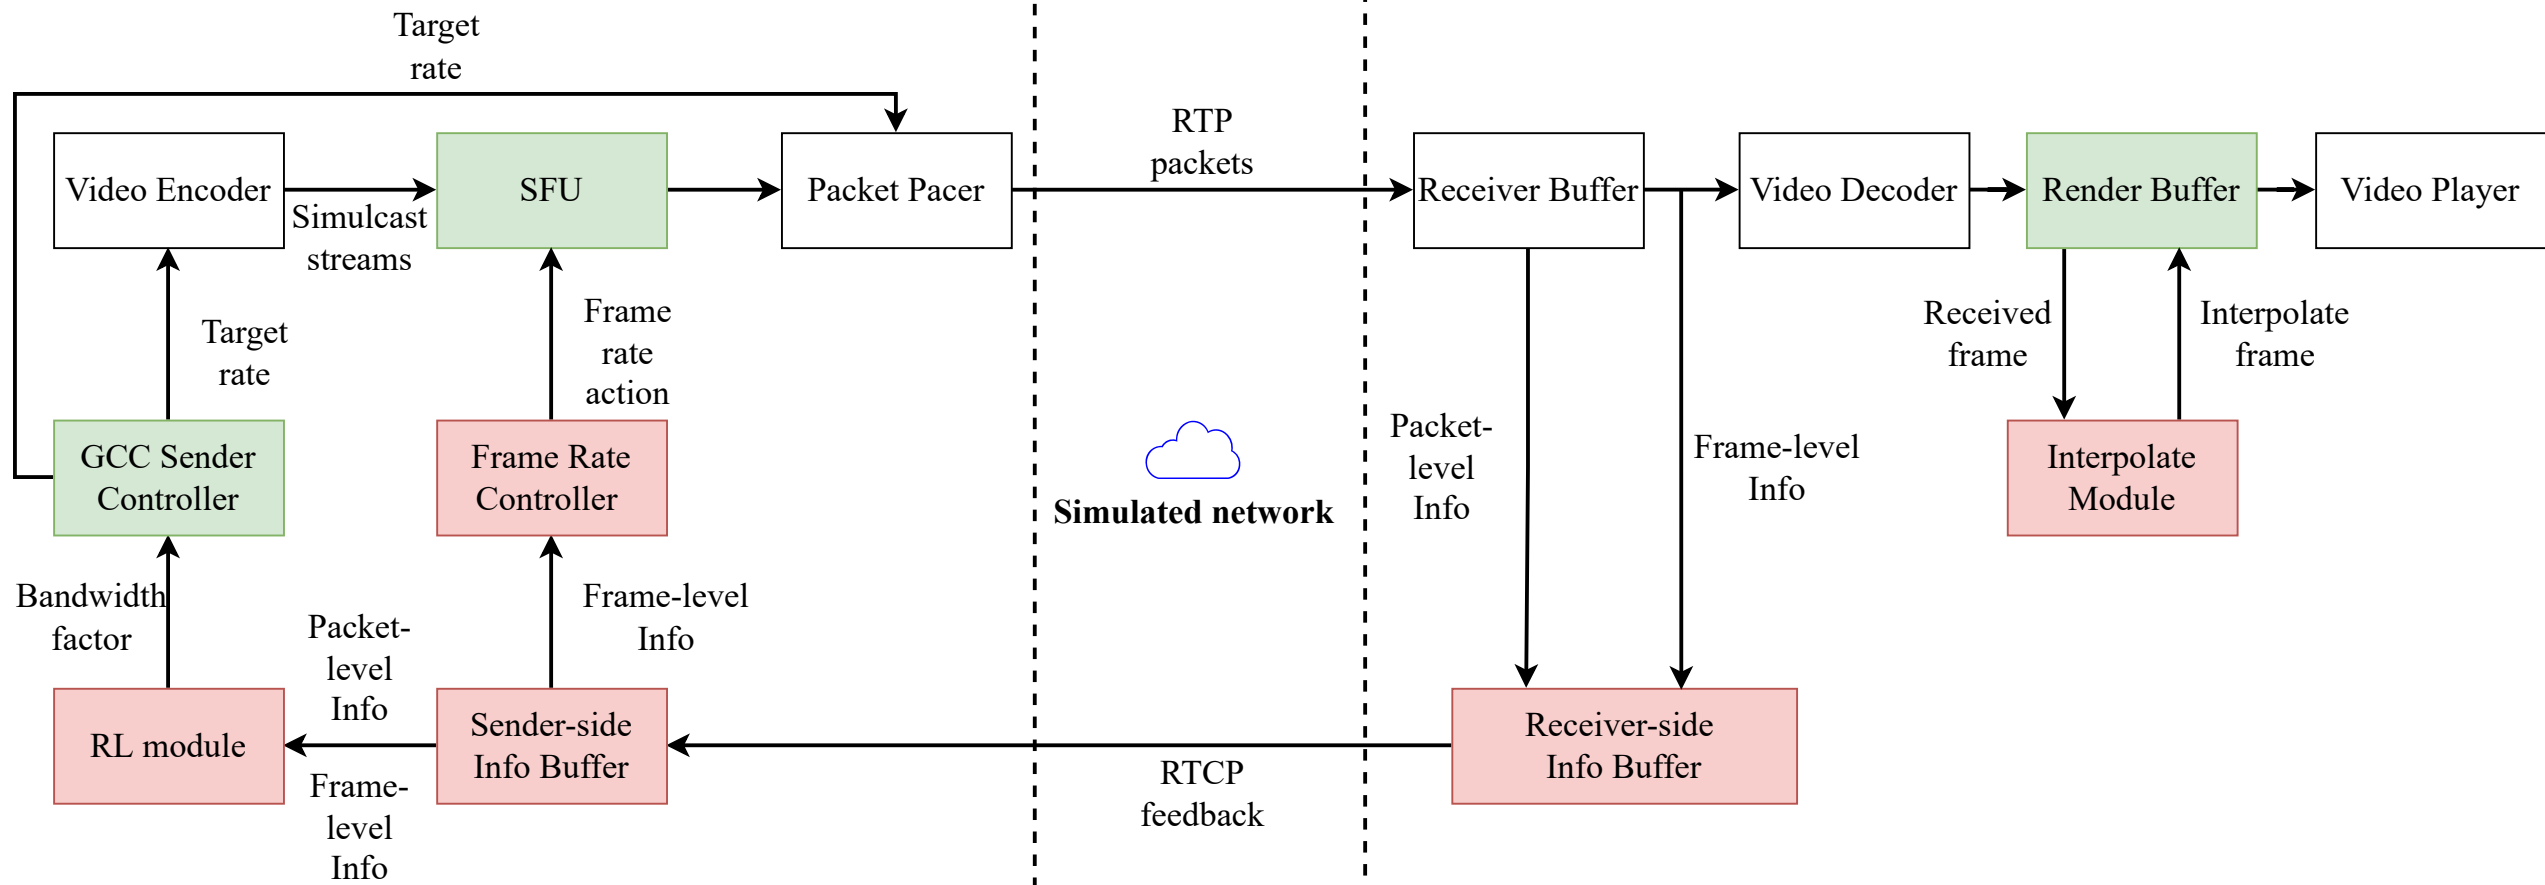 Target
rate
Video Encoder
Simulcast
streams
SFU
Packet Pacer
RTP
packets
Receiver Buffer
Video Decoder
Render Buffer
Video Player
Target
rate
Frame
rate
action
Received
frame
Interpolate
frame
GCC Sender
Controller
Frame Rate
Controller
Simulated network
Packet-
level
Info
Frame-level
Info
Interpolate
Module
Bandwidth
factor
Packet-
level
Info
Frame-level
Info
RL module
Frame-
level
Info
Sender-side
Info Buffer
RTCP
feedback
Receiver-side
Info Buffer